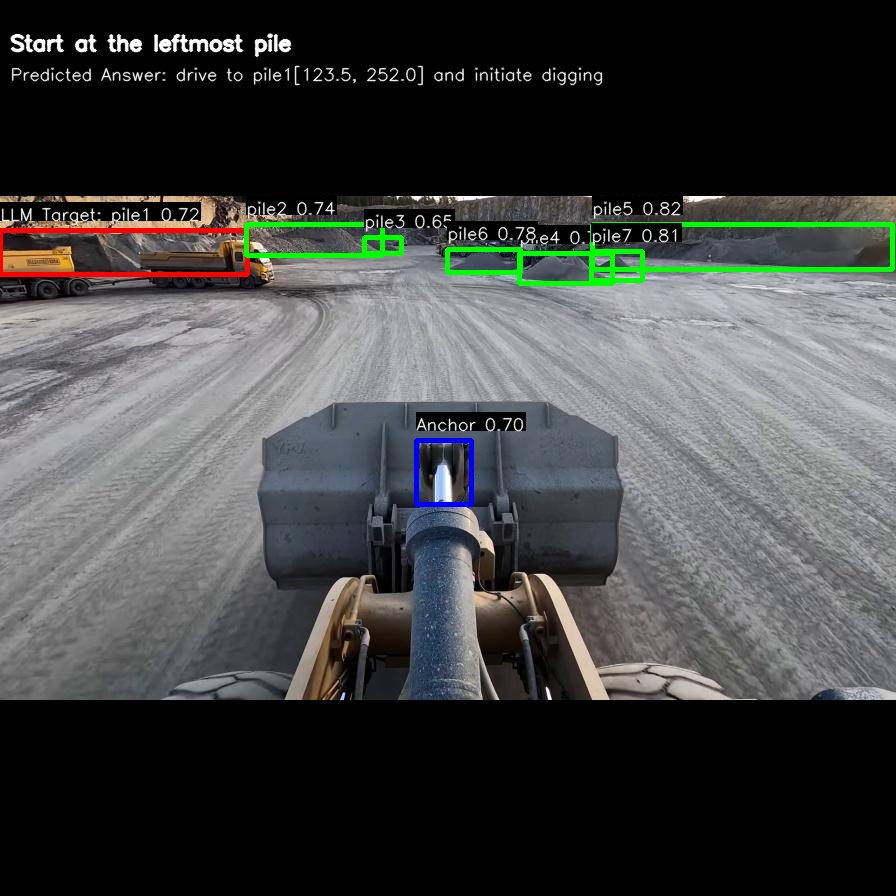 Start at the leftmost pile
Predicted Answer: drive to pile1[123.5, 252.0] and initiate digging
LLM Target: pile1 0.72
pile2 0.74
pile3 0.65
pile6 0.78
pile5 0.82
pile7 0.81
Anchor 0.70